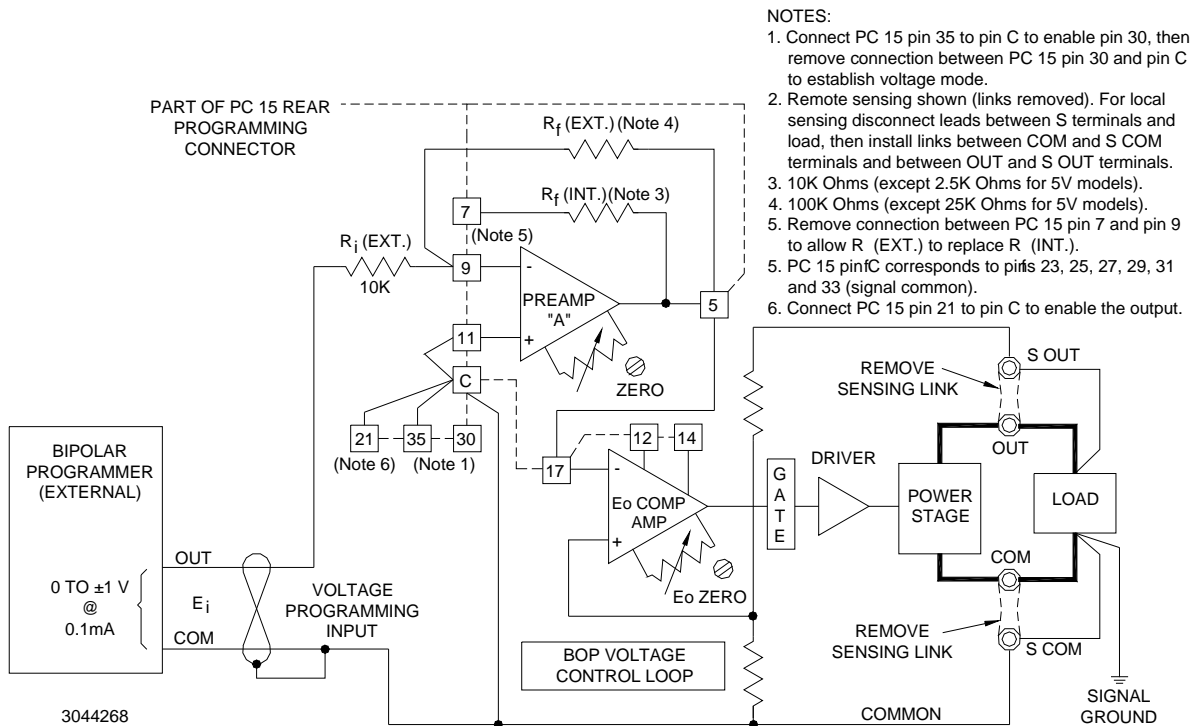 NOTES:
1. Connect PC 15 pin 35 to pin C to enable pin 30, then
remove connection between PC 15 pin 30 and pin C
to establish voltage mode.
2. Remote sensing shown (links removed). For local
sensing disconnect leads between S terminals and
load, then install links between COM and S COM
terminals and between OUT and S OUT terminals.
3. 10K Ohms (except 2.5K Ohms for 5V models).
4. 100K Ohms (except 25K Ohms for 5V models).
5. Remove connection between PC 15 pin 7 and pin 9
to allow R (EXT.) to replace R (INT.).
5. PC 15 pinfC corresponds to pinfs 23, 25, 27, 29, 31
and 33 (signal common).
6. Connect PC 15 pin 21 to pin C to enable the output.
PART OF PC 15 REAR
PROGRAMMING
CONNECTOR
Rf (EXT.) (Note 4)
Rf (INT.) (Note 3)
7
(Note 5)
Ri (EXT.)
10K
9
-
PREAMP
"A"
+
11
5
ZERO
C
21
35
30
(Note 6)
(Note 1)
12
14
17
-
Eo COMP
AMP
+
Eo ZERO
G
A
T
E
DRIVER
POWER
STAGE
REMOVE
SENSING LINK
S OUT
OUT
LOAD
COM
REMOVE
SENSING LINK
S COM
SIGNAL
GROUND
BIPOLAR
PROGRAMMER
(EXTERNAL)
OUT
0 TO ±1 V
@
0.1mA
Ei
COM
VOLTAGE
PROGRAMMING
INPUT
BOP VOLTAGE
CONTROL LOOP
COMMON
3044268